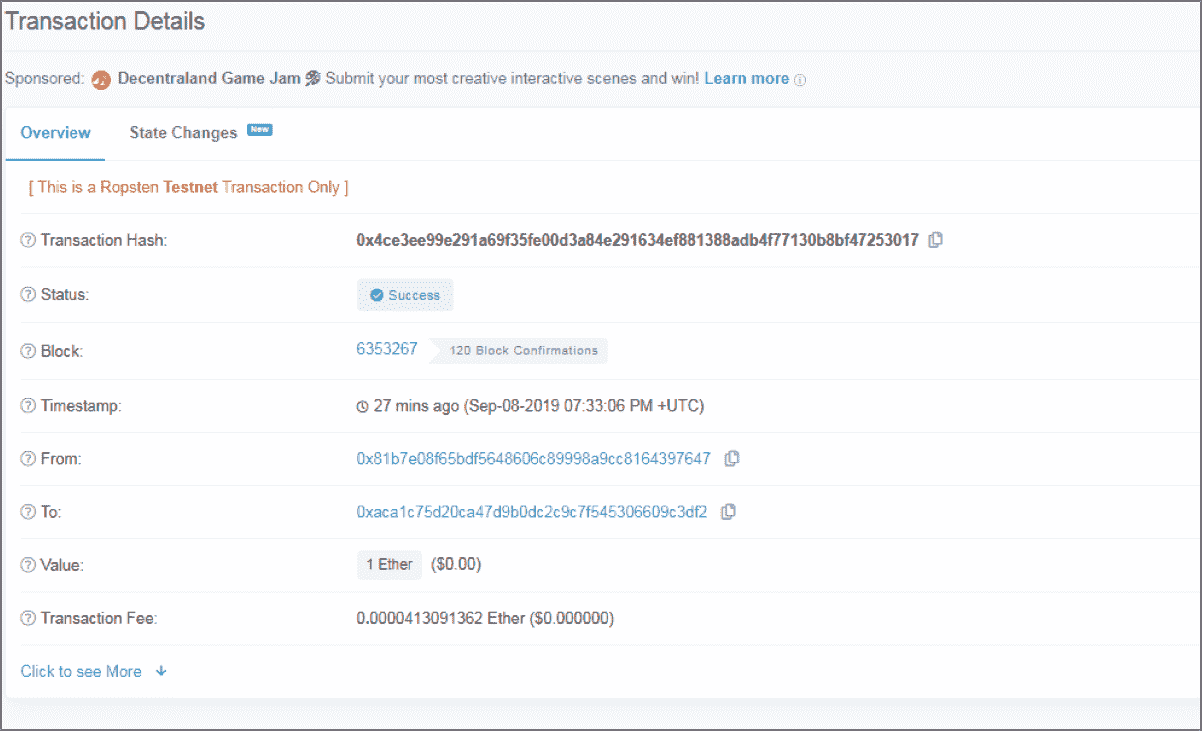 Transaction Details
Sponsored: Decentraland Game Jam Submit your most creative interactive scenes and win! Learn more
Overview State Changes New
[ This is a Ropsten Testnet Transaction Only ]
Transaction Hash: 0x4ce3ee99e291a69f35fe00d3a84e291634ef881388adb4f77130b8bf47253017
Status: Success
Block: 6353267 120 Block Confirmations
Timestamp: 27 mins ago (Sep-08-2019 07:33:06 PM +UTC)
From: 0x81b7e08f65bdf5648606c89998a9cc8164397647
To: 0xaca1c75d20ca47d9b0dc2c9c7f545306609c3df2
Value: 1 Ether ($0.00)
Transaction Fee: 0.0000413091362 Ether ($0.000000)
Click to see More